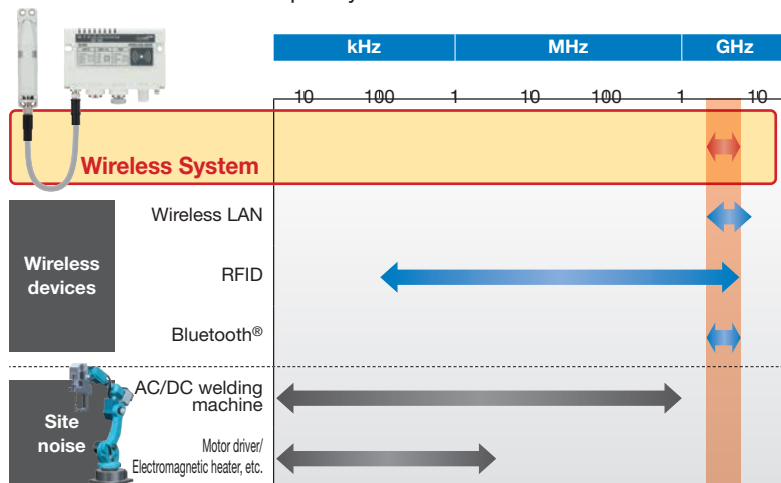 kHz MHz GHz
10 100 1 10 100 1 10
Wireless System
Wireless LAN
Wireless
devices
RFID
Bluetooth®
AC/DC welding
machine
Site
noise
Motor driver/
Electromagnetic heater, etc.